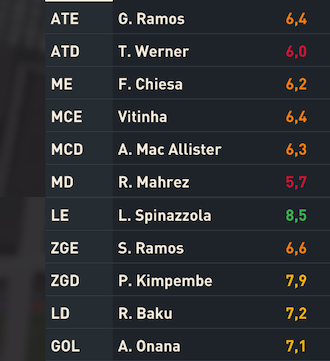 ATE G. Ramos 6,4
ATD T. Werner 6,0
ME F. Chiesa 6,2
MCE Vitinha 6,4
MCD A. Mac Allister 6,3
MD R. Mahrez 5,7
LE L. Spinazzola 8,5
ZGE S. Ramos 6,6
ZGD P. Kimpembe 7,9
LD R. Baku 7,2
GOL A. Onana 7,1